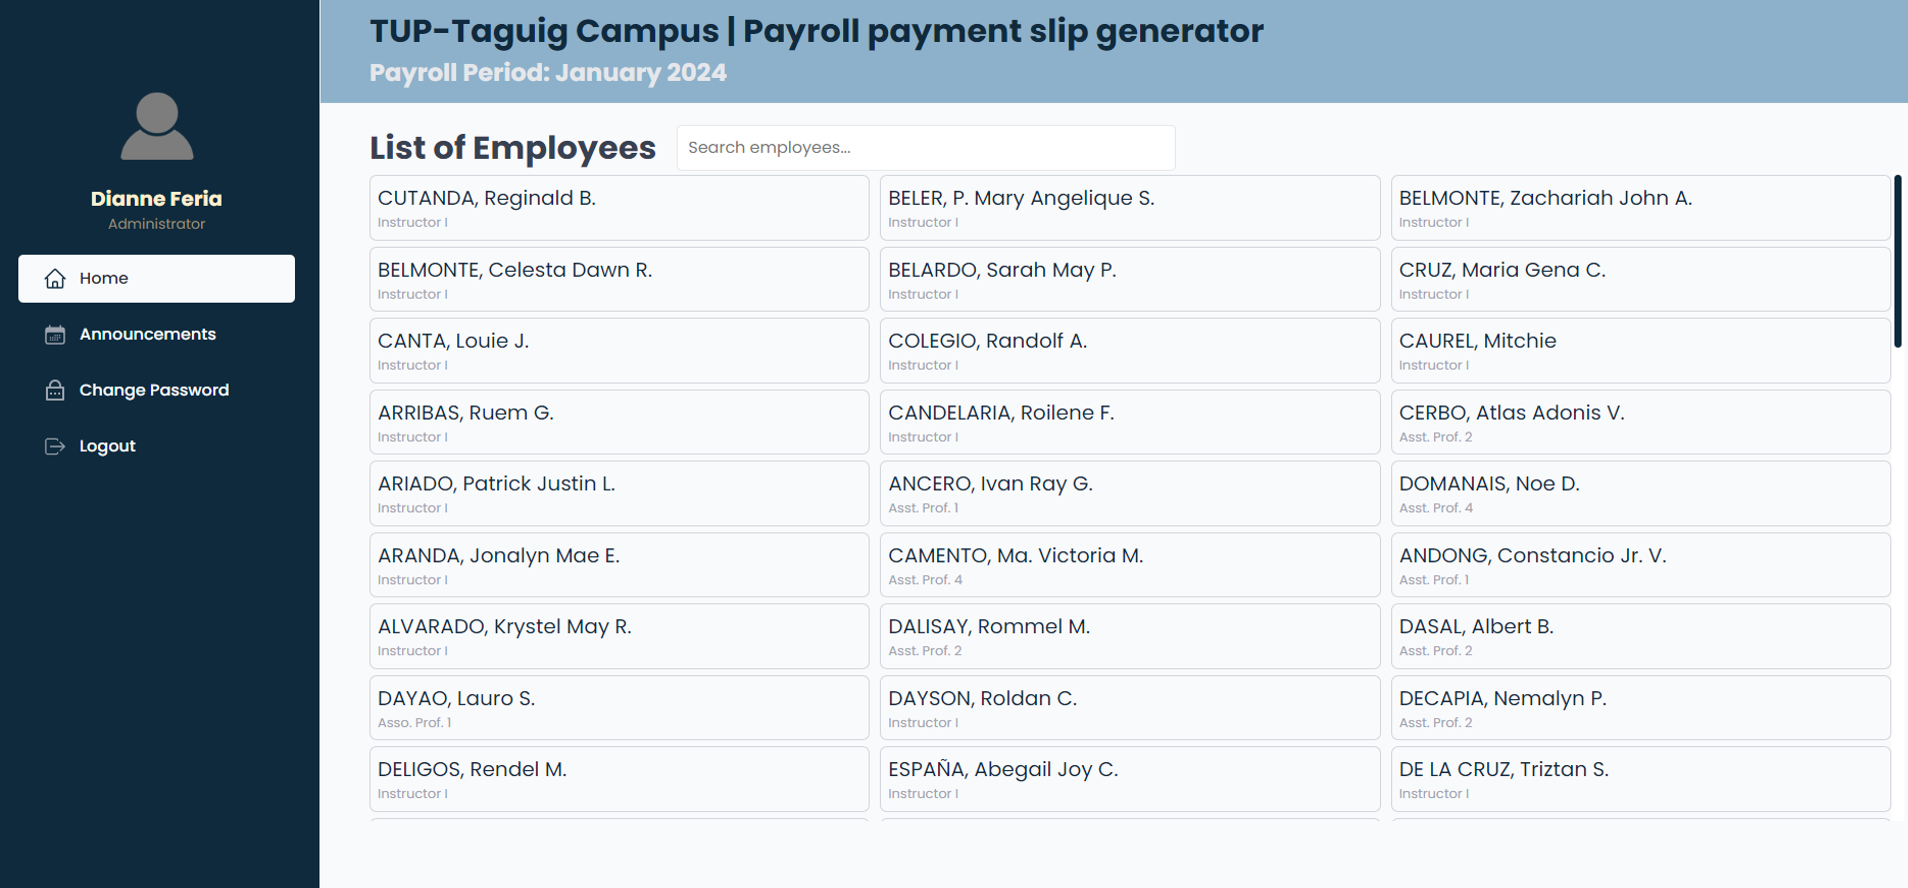 TUP-Taguig Campus | Payroll payment slip generator
Payroll Period: January 2024
Dianne Feria
Administrator
Home
Announcements
Change Password
Logout
List of Employees
Search employees...
CUTANDA, Reginald B.
Instructor I
BELER, P. Mary Angelique S.
Instructor I
BELMONTE, Zachariah John A.
Instructor I
BELMONTE, Celesta Dawn R.
Instructor I
BELARDO, Sarah May P.
Instructor I
CRUZ, Maria Gena C.
Instructor I
CANTA, Louie J.
Instructor I
COLEGIO, Randolf A.
Instructor I
CAUREL, Mitchie
Instructor I
ARRIBAS, Ruem G.
Instructor I
CANDELARIA, Roilene F.
Instructor I
CERBO, Atlas Adonis V.
Asst. Prof. 2
ARIADO, Patrick Justin L.
Instructor I
ANCERO, Ivan Ray G.
Asst. Prof. 1
DOMANAIS, Noe D.
Asst. Prof. 4
ARANDA, Jonalyn Mae E.
Instructor I
CAMENTO, Ma. Victoria M.
Asst. Prof. 4
ANDONG, Constancio Jr. V.
Asst. Prof. 1
ALVARADO, Krystel May R.
Instructor I
DALISAY, Rommel M.
Asst. Prof. 2
DASAL, Albert B.
Asst. Prof. 2
DAYAO, Lauro S.
Asso. Prof. 1
DAYSON, Roldan C.
Instructor I
DECAPIA, Nemalyn P.
Asst. Prof. 2
DELIGOS, Rendel M.
Instructor I
ESPAÑA, Abegail Joy C.
Instructor I
DE LA CRUZ, Triztan S.
Instructor I